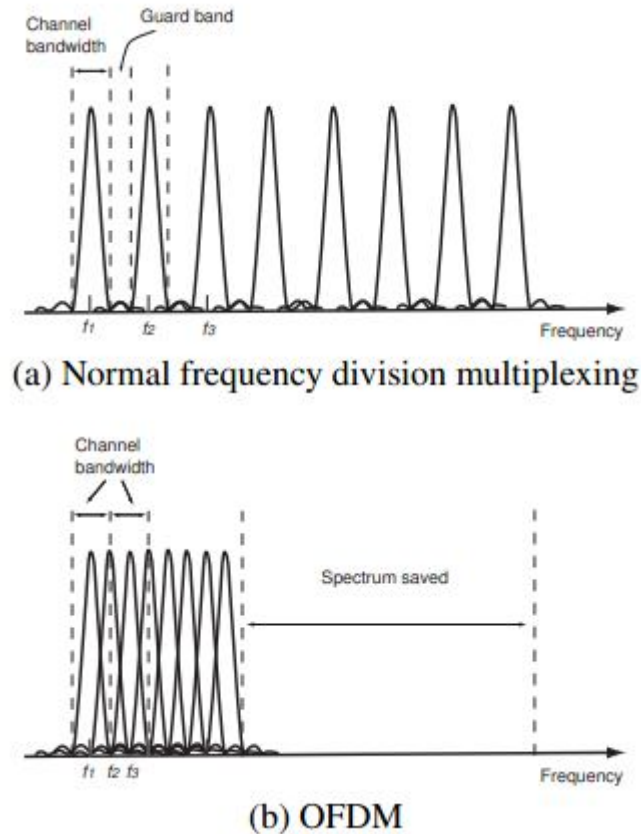 Channel
bandwidth
Guard band
f1
f2
f3
Frequency
(a) Normal frequency division multiplexing
Channel
bandwidth
Spectrum saved
f1
f2
f3
Frequency
(b) OFDM